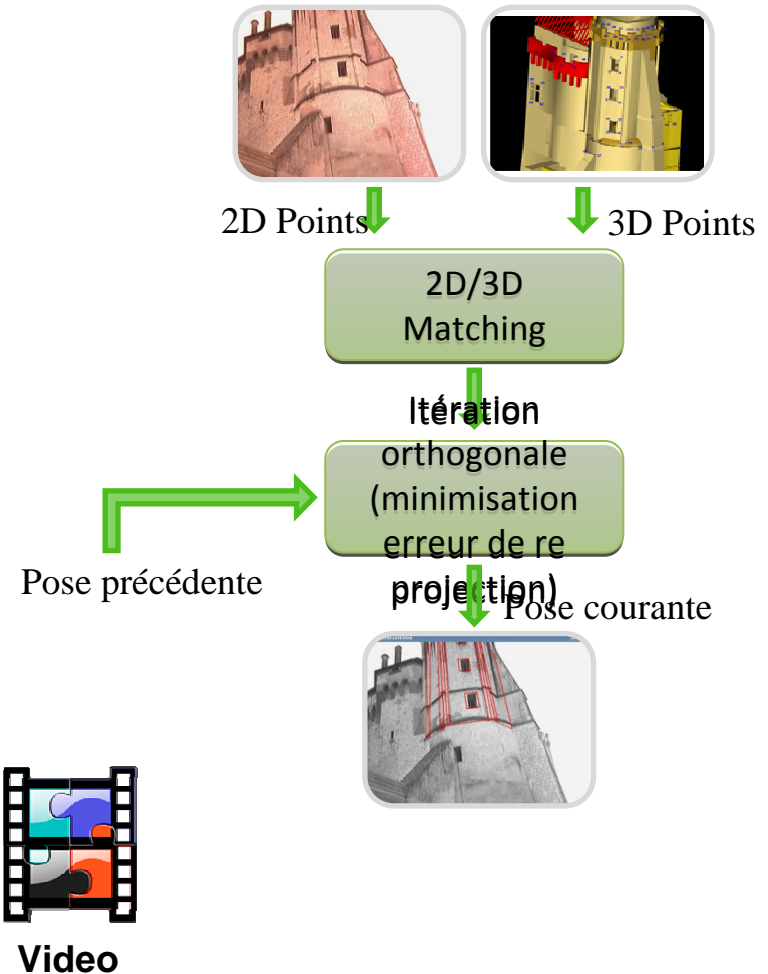 2D Points
3D Points
2D/3D
Matching
Itération
orthogonale
(minimisation
erreur de re
projection)
Pose précédente
Pose courante
Video